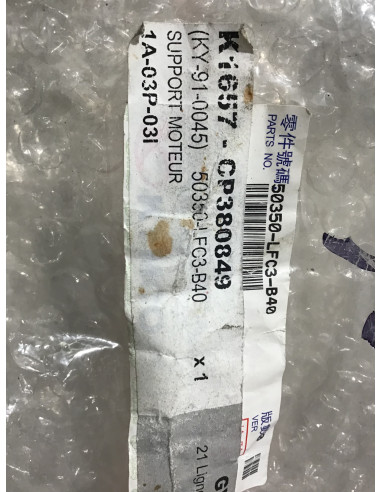 零件號碼
PARTS NO.
50350-LFC3-B40
版
VER
K1657 - CP380849
(KY-91-0045) 50350-LFC3-B40 x 1
SUPPORT MOTEUR
1A-03P-03I
21 Ligne